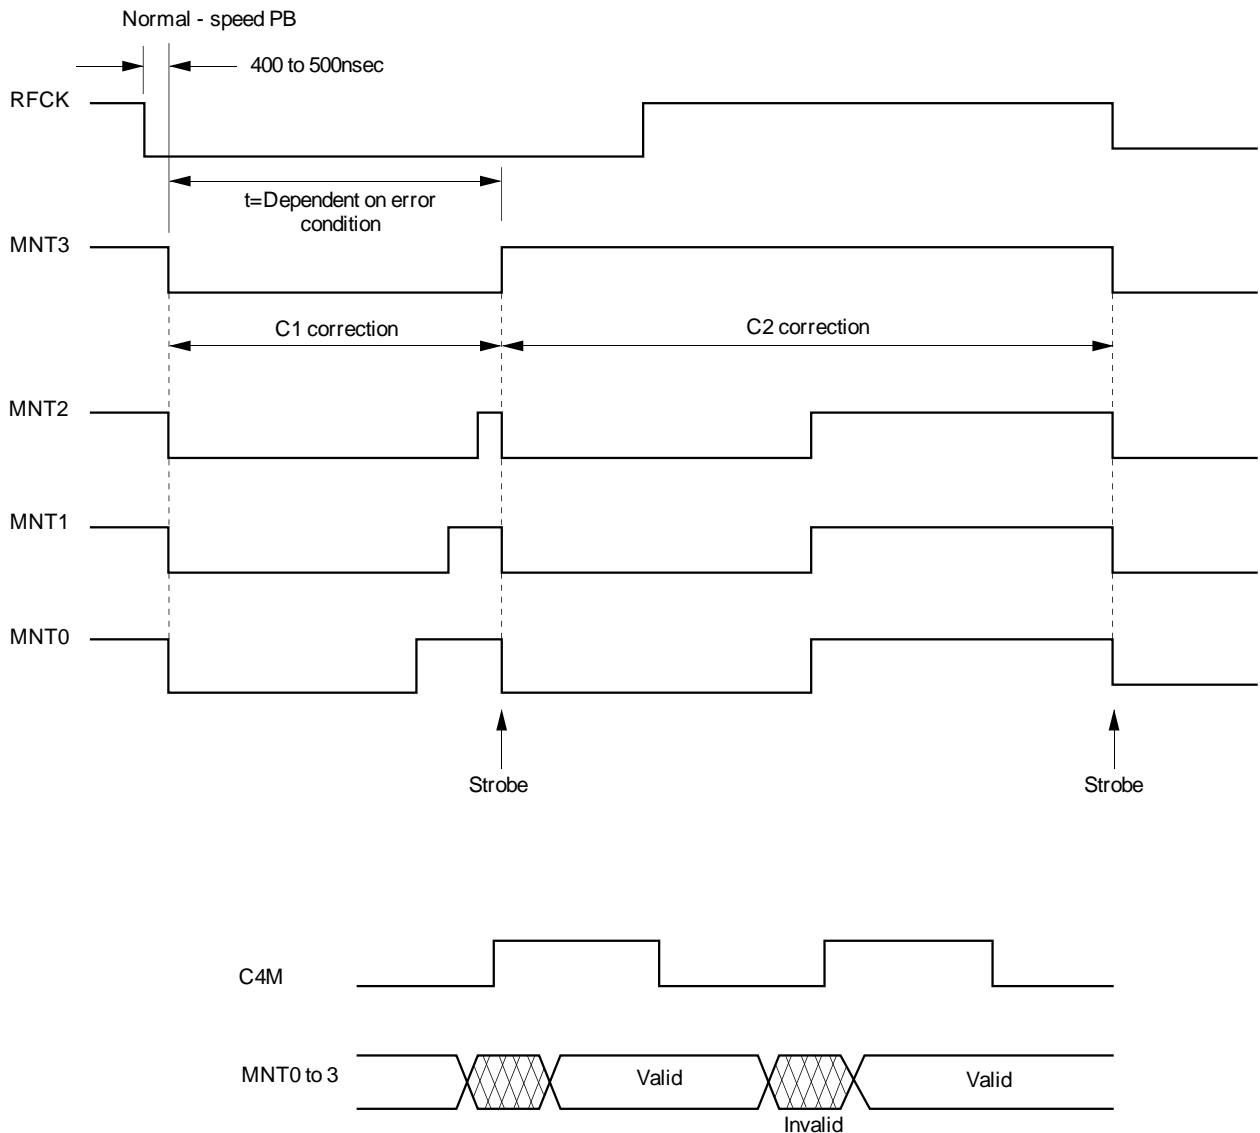 Normal - speed PB
400 to 500nsec
RFCK
t=Dependent on error
condition
MNT3
C1 correction
C2 correction
MNT2
MNT1
MNT0
Strobe
Strobe
C4M
MNT0 to 3
Valid
Valid
Invalid